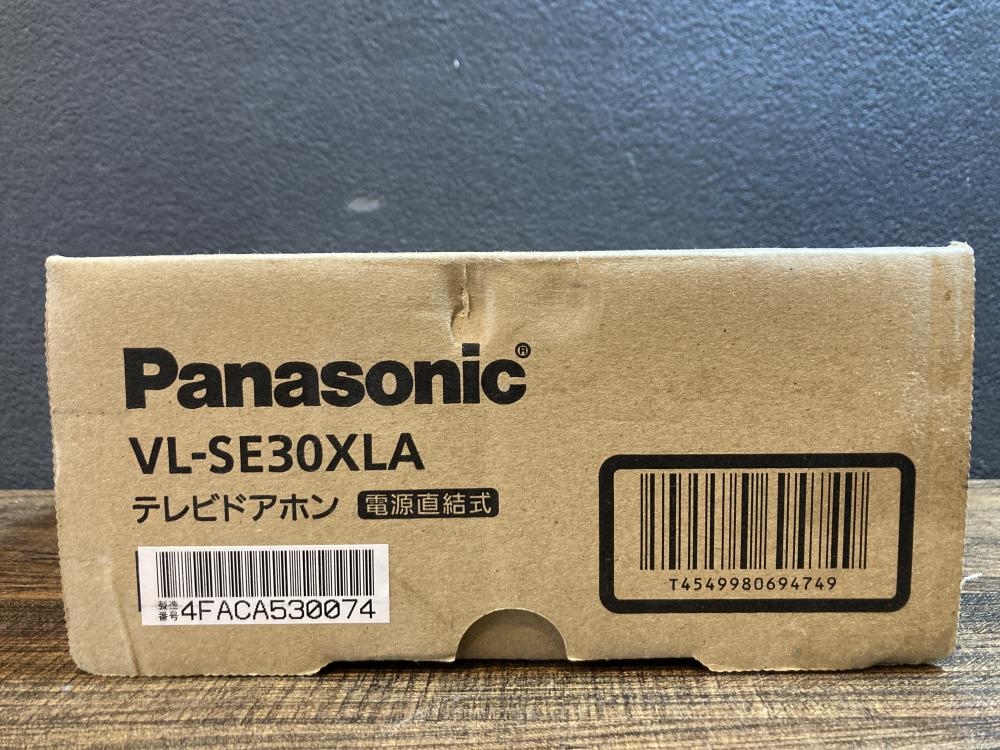 Panasonic®
VL-SE30XLA
テレビドアホン 電源直結式
製造番号 4FACA530074
T4549980694749